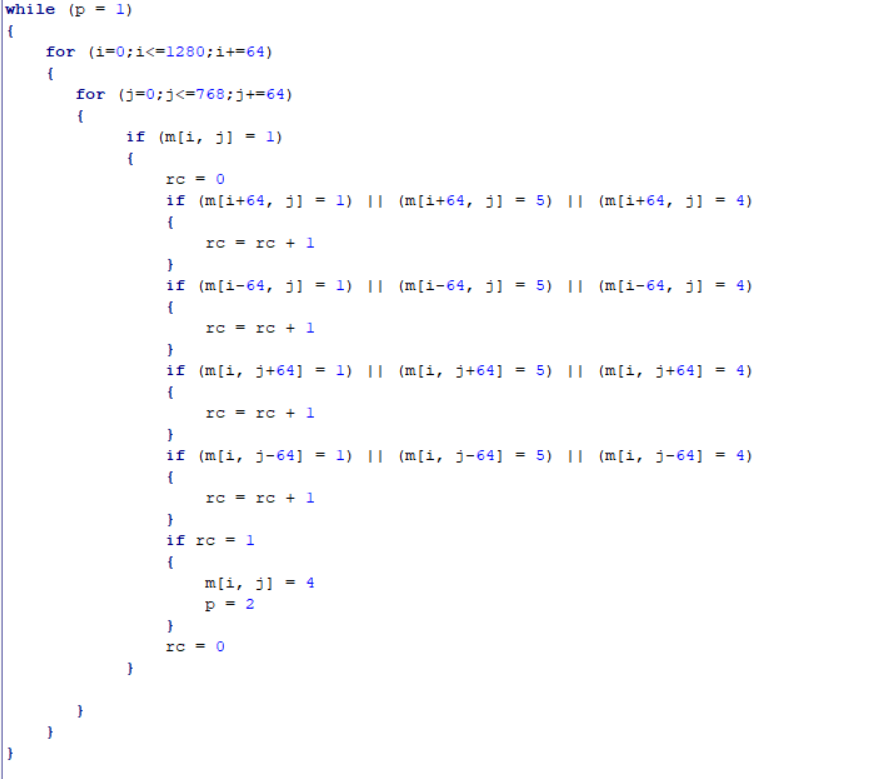 while (p = 1)
{
for (i=0;i<=1280;i+=64)
{
for (j=0;j<=768;j+=64)
{
if (m[i, j] = 1)
{
rc = 0
if (m[i+64, j] = 1) || (m[i+64, j] = 5) || (m[i+64, j] = 4)
{
rc = rc + 1
}
if (m[i-64, j] = 1) || (m[i-64, j] = 5) || (m[i-64, j] = 4)
{
rc = rc + 1
}
if (m[i, j+64] = 1) || (m[i, j+64] = 5) || (m[i, j+64] = 4)
{
rc = rc + 1
}
if (m[i, j-64] = 1) || (m[i, j-64] = 5) || (m[i, j-64] = 4)
{
rc = rc + 1
}
if rc = 1
{
m[i, j] = 4
p = 2
}
rc = 0
}
}
}
}